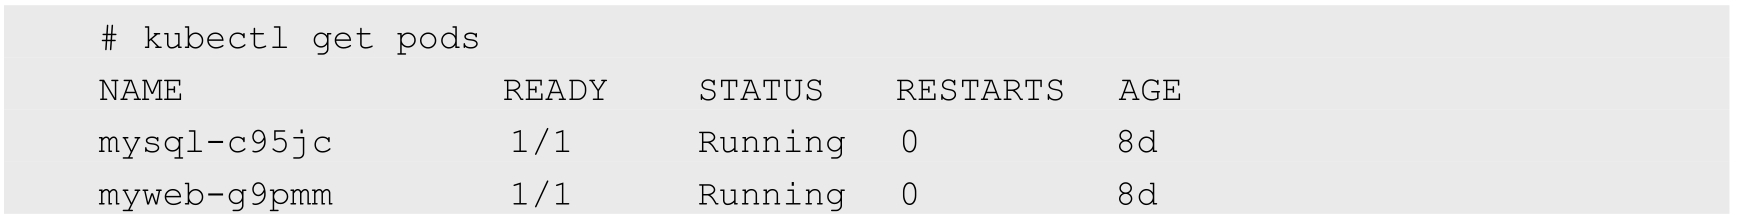 # kubectl get pods
NAME READY STATUS RESTARTS AGE
mysql-c95jc 1/1 Running 0 8d
myweb-g9pmm 1/1 Running 0 8d